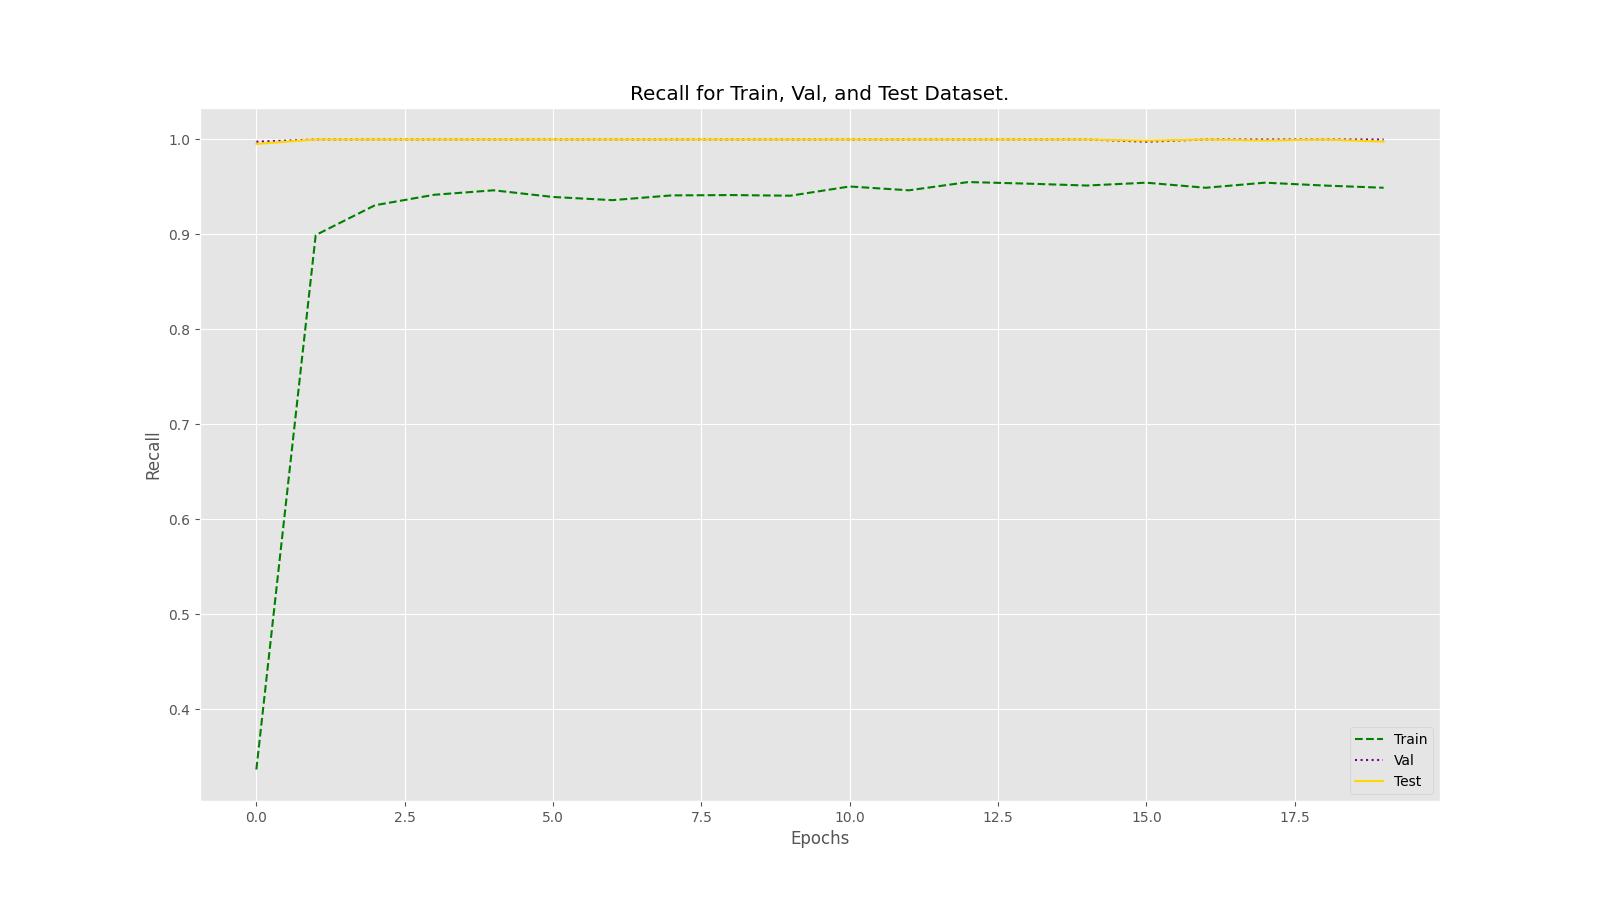 Recall for Train, Val, and Test Dataset.
1.0
0.9
0.8
0.7
0.6
0.5
0.4
Recall
0.0 2.5 5.0 7.5 10.0 12.5 15.0 17.5
Epochs
Train
Val
Test